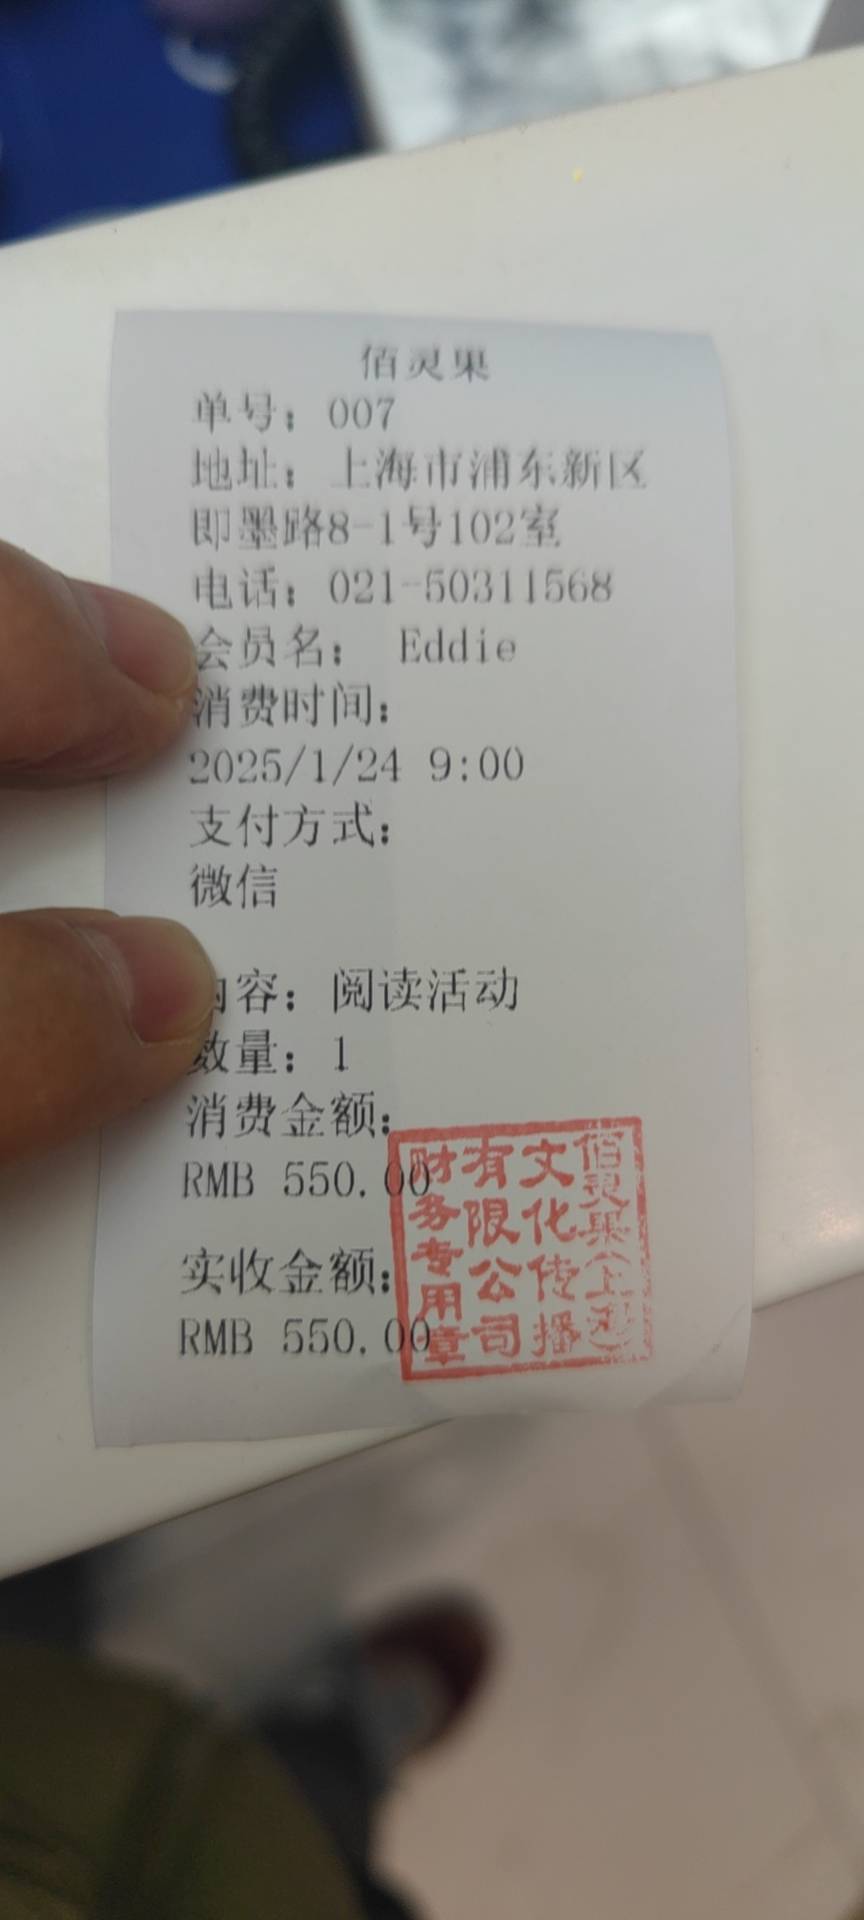 佰灵果
单号：007
地址：上海市浦东新区
即墨路8-1号102室
电话：021-50311568
会员名： Eddie
消费时间：
2025/1/24 9:00
支付方式：
微信
内容：阅读活动
数量：1
消费金额：
RMB 550.00
实收金额：
RMB 550.00
佰灵果（上海）
文化传播
有限公司
财务专用章